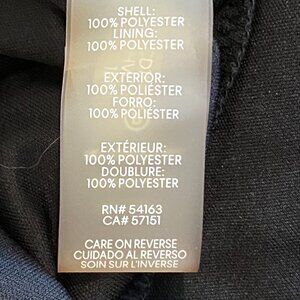 SHELL:
100% POLYESTER
LINING:
100% POLYESTER
EXTERIOR:
100% POLIÉSTER
FORRO:
100% POLIÉSTER
EXTÉRIEUR:
100% POLYESTER
DOUBLURE:
100% POLYESTER
RN# 54163
CA# 57151
CARE ON REVERSE
CUIDADO AL REVERSO
SOIN SUR L'INVERSE